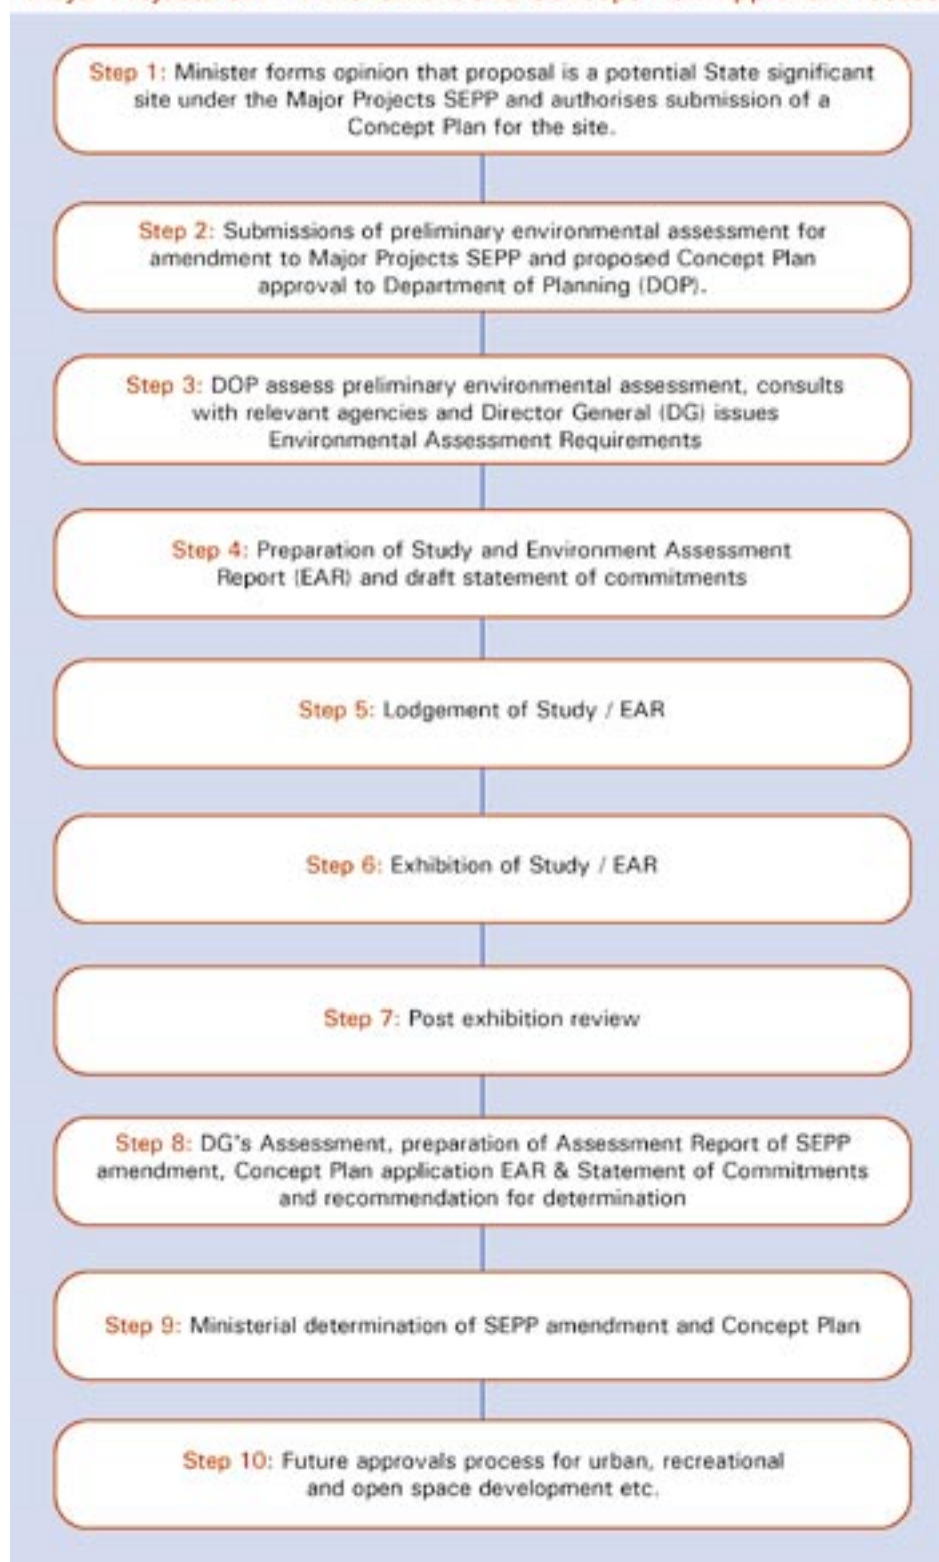 Step 1: Minister forms opinion that proposal is a potential State significant
site under the Major Projects SEPP and authorises submission of a
Concept Plan for the site.
Step 2: Submissions of preliminary environmental assessment for
amendment to Major Projects SEPP and proposed Concept Plan
approval to Department of Planning (DOP).
Step 3: DOP assess preliminary environmental assessment, consults
with relevant agencies and Director General (DG) issues
Environmental Assessment Requirements
Step 4: Preparation of Study and Environment Assessment
Report (EAR) and draft statement of commitments
Step 5: Lodgement of Study / EAR
Step 6: Exhibition of Study / EAR
Step 7: Post exhibition review
Step 8: DG's Assessment, preparation of Assessment Report of SEPP
amendment, Concept Plan application EAR & Statement of Commitments
and recommendation for determination
Step 9: Ministerial determination of SEPP amendment and Concept Plan
Step 10: Future approvals process for urban, recreational
and open space development etc.